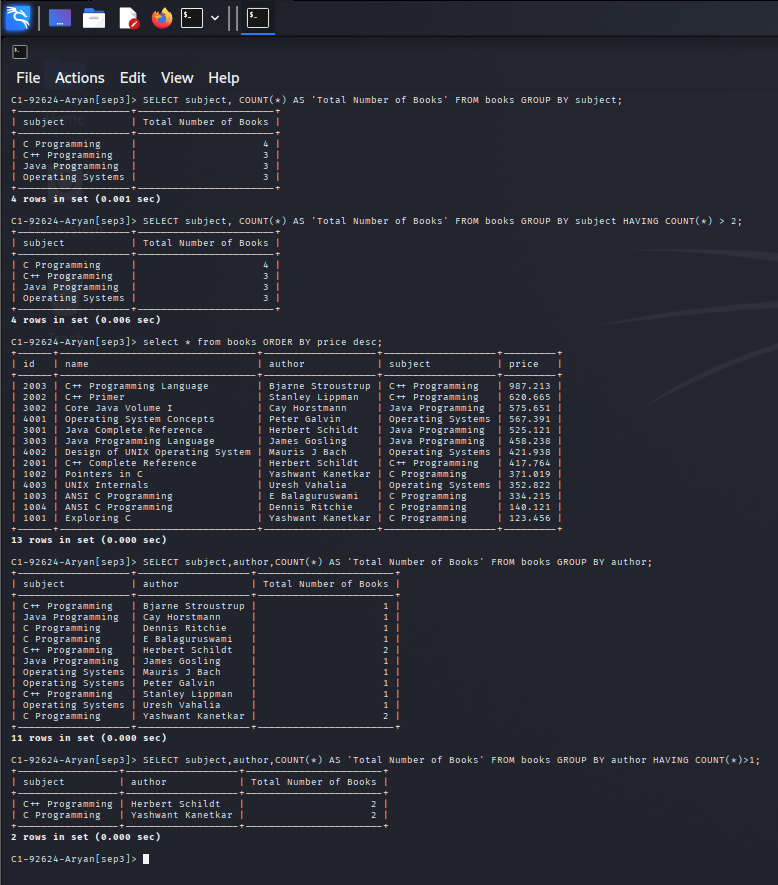 File Actions Edit View Help
C1-92624-Aryan[sep3]> SELECT subject, COUNT(*) AS 'Total Number of Books' FROM books GROUP BY subject;
+-------------------+-----------------------+
| subject           | Total Number of Books |
+-------------------+-----------------------+
| C Programming     |                     4 |
| C++ Programming   |                     3 |
| Java Programming  |                     3 |
| Operating Systems |                     3 |
+-------------------+-----------------------+
4 rows in set (0.001 sec)
C1-92624-Aryan[sep3]> SELECT subject, COUNT(*) AS 'Total Number of Books' FROM books GROUP BY subject HAVING COUNT(*) > 2;
+-------------------+-----------------------+
| subject           | Total Number of Books |
+-------------------+-----------------------+
| C Programming     |                     4 |
| C++ Programming   |                     3 |
| Java Programming  |                     3 |
| Operating Systems |                     3 |
+-------------------+-----------------------+
4 rows in set (0.006 sec)
C1-92624-Aryan[sep3]> select * from books ORDER BY price desc;
+------+---------------------------------+-------------------+-------------------+---------+
| id   | name                            | author            | subject           | price   |
+------+---------------------------------+-------------------+-------------------+---------+
| 2003 | C++ Programming Language        | Bjarne Stroustrup | C++ Programming   | 987.213 |
| 2002 | C++ Primer                      | Stanley Lippman   | C++ Programming   | 620.665 |
| 3002 | Core Java Volume I              | Cay Horstmann     | Java Programming  | 575.651 |
| 4001 | Operating System Concepts       | Peter Galvin      | Operating Systems | 567.391 |
| 3001 | Java Complete Reference         | Herbert Schildt   | Java Programming  | 525.121 |
| 3003 | Java Programming Language       | James Gosling     | Java Programming  | 458.238 |
| 4002 | Design of UNIX Operating System | Mauris J Bach     | Operating Systems | 421.938 |
| 2001 | C++ Complete Reference          | Herbert Schildt   | C++ Programming   | 417.764 |
| 1002 | Pointers in C                   | Yashwant Kanetkar | C Programming     | 371.019 |
| 4003 | UNIX Internals                  | Uresh Vahalia     | Operating Systems | 352.822 |
| 1003 | ANSI C Programming              | E Balaguruswami   | C Programming     | 334.215 |
| 1004 | ANSI C Programming              | Dennis Ritchie    | C Programming     | 140.121 |
| 1001 | Exploring C                     | Yashwant Kanetkar | C Programming     | 123.456 |
+------+---------------------------------+-------------------+-------------------+---------+
13 rows in set (0.000 sec)
C1-92624-Aryan[sep3]> SELECT subject,author,COUNT(*) AS 'Total Number of Books' FROM books GROUP BY author;
+-------------------+-------------------+-----------------------+
| subject           | author            | Total Number of Books |
+-------------------+-------------------+-----------------------+
| C++ Programming   | Bjarne Stroustrup |                     1 |
| Java Programming  | Cay Horstmann     |                     1 |
| C Programming     | Dennis Ritchie    |                     1 |
| C Programming     | E Balaguruswami   |                     1 |
| C++ Programming   | Herbert Schildt   |                     2 |
| Java Programming  | James Gosling     |                     1 |
| Operating Systems | Mauris J Bach     |                     1 |
| Operating Systems | Peter Galvin      |                     1 |
| C++ Programming   | Stanley Lippman   |                     1 |
| Operating Systems | Uresh Vahalia     |                     1 |
| C Programming     | Yashwant Kanetkar |                     2 |
+-------------------+-------------------+-----------------------+
11 rows in set (0.000 sec)
C1-92624-Aryan[sep3]> SELECT subject,author,COUNT(*) AS 'Total Number of Books' FROM books GROUP BY author HAVING COUNT(*)>1;
+-----------------+-------------------+-----------------------+
| subject         | author            | Total Number of Books |
+-----------------+-------------------+-----------------------+
| C++ Programming | Herbert Schildt   |                     2 |
| C Programming   | Yashwant Kanetkar |                     2 |
+-----------------+-------------------+-----------------------+
2 rows in set (0.000 sec)
C1-92624-Aryan[sep3]>